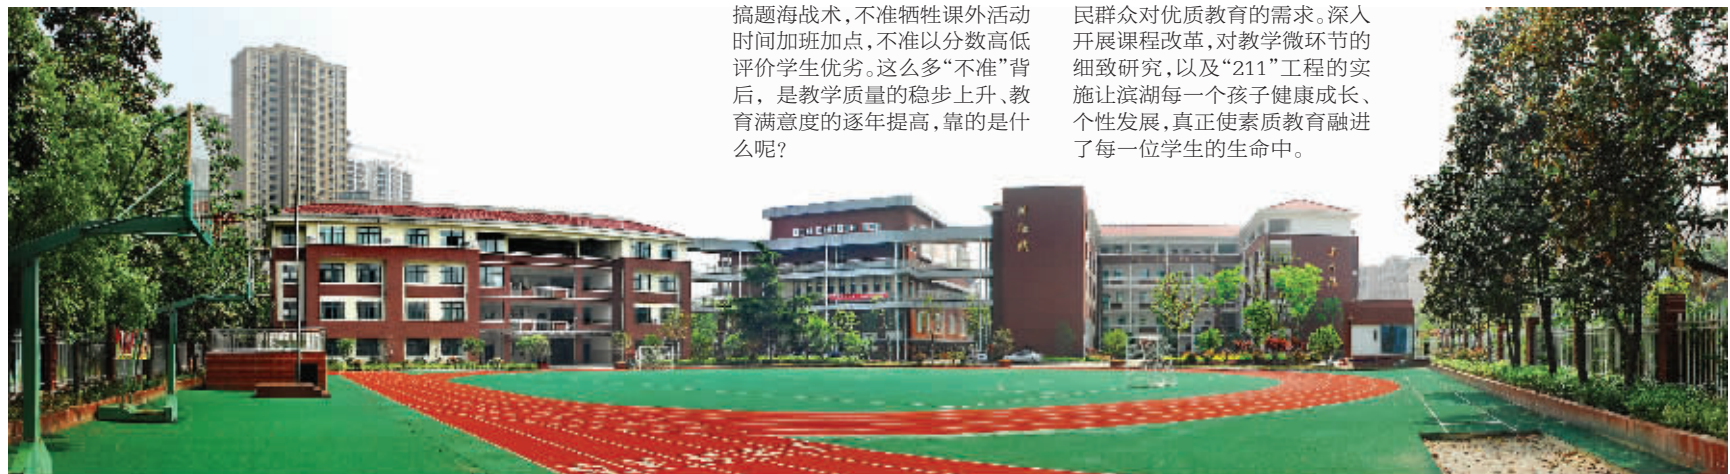 搞题海战术,不准牺牲课外活动
时间加班加点,不准以分数高低
评价学生优劣。这么多“不准”背
后，是教学质量的稳步上升、教
育满意度的逐年提高,靠的是什
么呢?
民群众对优质教育的需求。深入
开展课程改革,对教学微环节的
细致研究,以及“211”工程的实
施让滨湖每一个孩子健康成长、
个性发展,真正使素质教育融进
了每一位学生的生命中。